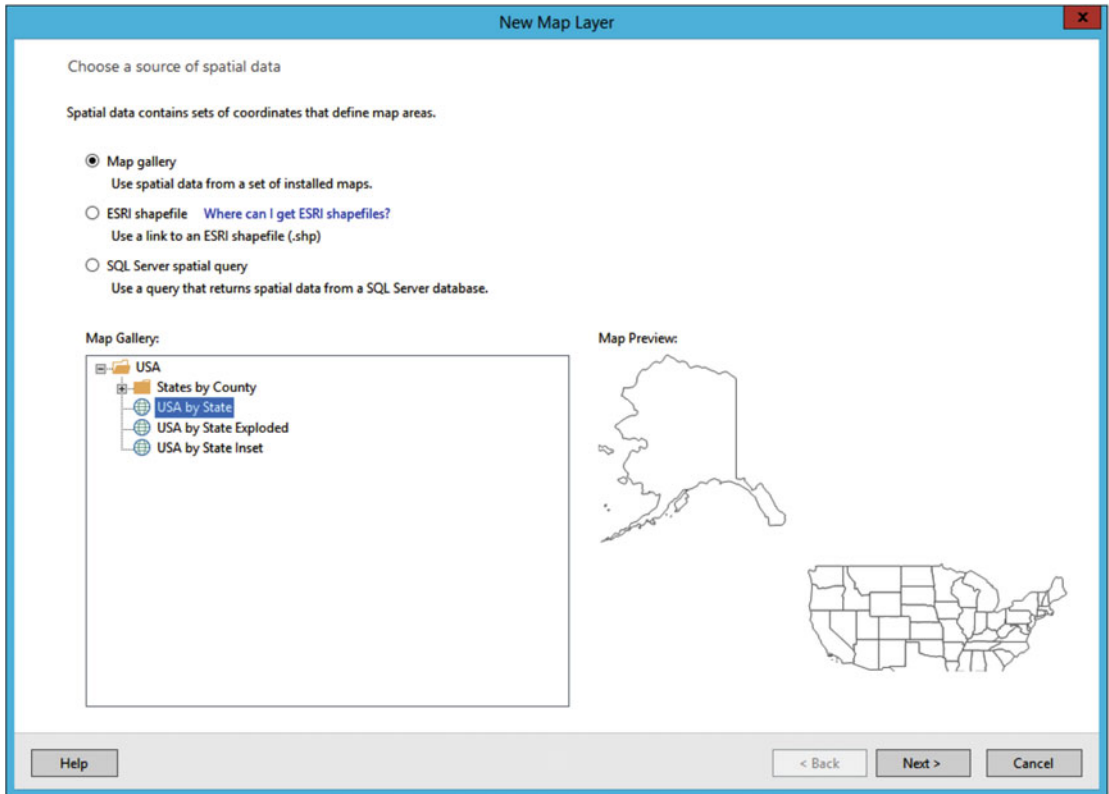 New Map Layer
x
Choose a source of spatial data
Spatial data contains sets of coordinates that define map areas.
Map gallery
Use spatial data from a set of installed maps.
ESRI shapefile Where can I get ESRI shapefiles?
Use a link to an ESRI shapefile (.shp)
SQL Server spatial query
Use a query that returns spatial data from a SQL Server database.
Map Gallery:
USA
States by County
USA by State
USA by State Exploded
USA by State Inset
Map Preview:
Help
< Back
Next >
Cancel